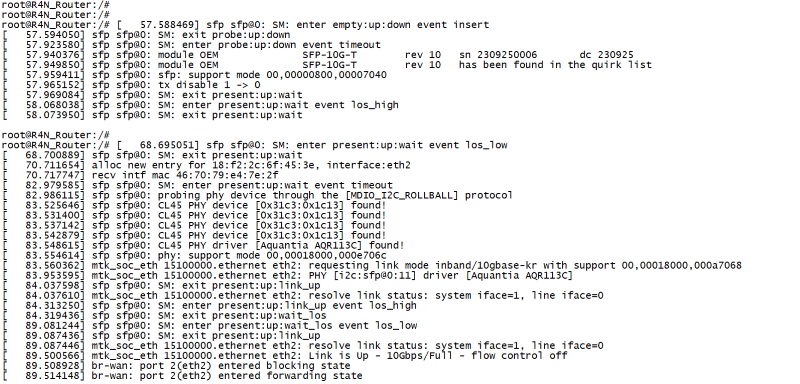 root@R4N_Router:/#
root@R4N_Router:/#
root@R4N_Router:/# [   57.588469] sfp sfp@0: SM: enter empty:up:down event insert
[   57.594050] sfp sfp@0: SM: exit probe:up:down
[   57.923580] sfp sfp@0: SM: enter probe:up:down event timeout
[   57.940376] sfp sfp@0: module OEM              SFP-10G-T        rev 10   sn 2309250006       dc 230925
[   57.949850] sfp sfp@0: module OEM              SFP-10G-T        rev 10   has been found in the quirk list
[   57.959411] sfp sfp@0: sfp: support mode 00,00000800,00007040
[   57.965152] sfp sfp@0: tx disable 1 -> 0
[   57.969084] sfp sfp@0: SM: exit present:up:wait
[   58.068038] sfp sfp@0: SM: enter present:up:wait event los_high
[   58.073950] sfp sfp@0: SM: exit present:up:wait
root@R4N_Router:/#
root@R4N_Router:/# [   68.695051] sfp sfp@0: SM: enter present:up:wait event los_low
[   68.700889] sfp sfp@0: SM: exit present:up:wait
[   70.711654] alloc new entry for 18:f2:2c:6f:45:3e, interface:eth2
[   70.717747] recv intf mac 46:70:79:e4:7e:2f
[   82.979585] sfp sfp@0: SM: enter present:up:wait event timeout
[   82.986115] sfp sfp@0: probing phy device through the [MDIO_I2C_ROLLBALL] protocol
[   83.525646] sfp sfp@0: CL45 PHY device [0x31c3:0x1c13] found!
[   83.531400] sfp sfp@0: CL45 PHY device [0x31c3:0x1c13] found!
[   83.537142] sfp sfp@0: CL45 PHY device [0x31c3:0x1c13] found!
[   83.542879] sfp sfp@0: CL45 PHY device [0x31c3:0x1c13] found!
[   83.548615] sfp sfp@0: CL45 PHY driver [Aquantia AQR113C] found!
[   83.554614] sfp sfp@0: phy: support mode 00,00018000,000e706c
[   83.560362] mtk_soc_eth 15100000.ethernet eth2: requesting link mode inband/10gbase-kr with support 00,00018000,000a7068
[   83.953595] mtk_soc_eth 15100000.ethernet eth2: PHY [i2c:sfp@0:11] driver [Aquantia AQR113C]
[   84.037598] sfp sfp@0: SM: exit present:up:link_up
[   84.037610] mtk_soc_eth 15100000.ethernet eth2: resolve link status: system iface=1, line iface=0
[   84.313250] sfp sfp@0: SM: enter present:up:link_up event los_high
[   84.319436] sfp sfp@0: SM: exit present:up:wait_los
[   89.081244] sfp sfp@0: SM: enter present:up:wait_los event los_low
[   89.087436] sfp sfp@0: SM: exit present:up:link_up
[   89.087446] mtk_soc_eth 15100000.ethernet eth2: resolve link status: system iface=1, line iface=0
[   89.500566] mtk_soc_eth 15100000.ethernet eth2: Link is Up - 10Gbps/Full - flow control off
[   89.508928] br-wan: port 2(eth2) entered blocking state
[   89.514148] br-wan: port 2(eth2) entered forwarding state